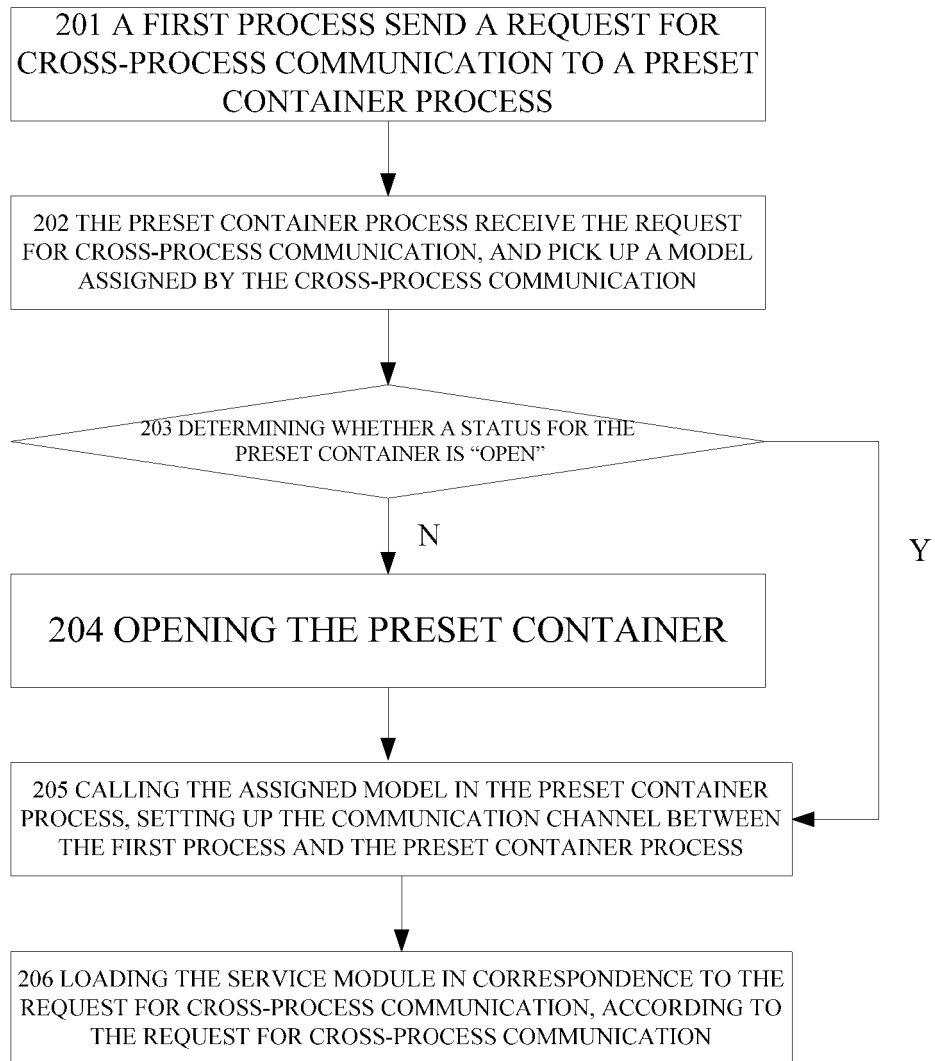 201 A FIRST PROCESS SEND A REQUEST FOR
CROSS-PROCESS COMMUNICATION TO A PRESET
CONTAINER PROCESS
202 THE PRESET CONTAINER PROCESS RECEIVE THE REQUEST
FOR CROSS-PROCESS COMMUNICATION, AND PICK UP A MODEL
ASSIGNED BY THE CROSS-PROCESS COMMUNICATION
203 DETERMINING WHETHER A STATUS FOR THE
PRESET CONTAINER IS “OPEN”
N
Y
204 OPENING THE PRESET CONTAINER
205 CALLING THE ASSIGNED MODEL IN THE PRESET CONTAINER
PROCESS, SETTING UP THE COMMUNICATION CHANNEL BETWEEN
THE FIRST PROCESS AND THE PRESET CONTAINER PROCESS
206 LOADING THE SERVICE MODULE IN CORRESPONDENCE TO THE
REQUEST FOR CROSS-PROCESS COMMUNICATION, ACCORDING TO
THE REQUEST FOR CROSS-PROCESS COMMUNICATION